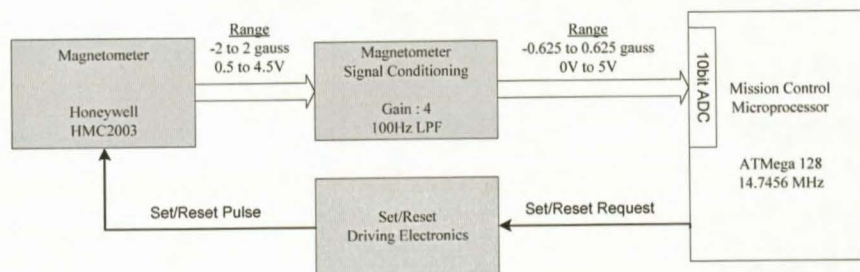 Range
-2 to 2 gauss
0.5 to 4.5V
Range
-0.625 to 0.625 gauss
0V to 5V
Magnetometer
Honeywell
HMC2003
Magnetometer
Signal Conditioning
Gain : 4
100Hz LPF
10bit ADC
Mission Control
Microprocessor
ATMega 128
14.7456 MHz
Set/Reset Pulse
Set/Reset
Driving Electronics
Set/Reset Request